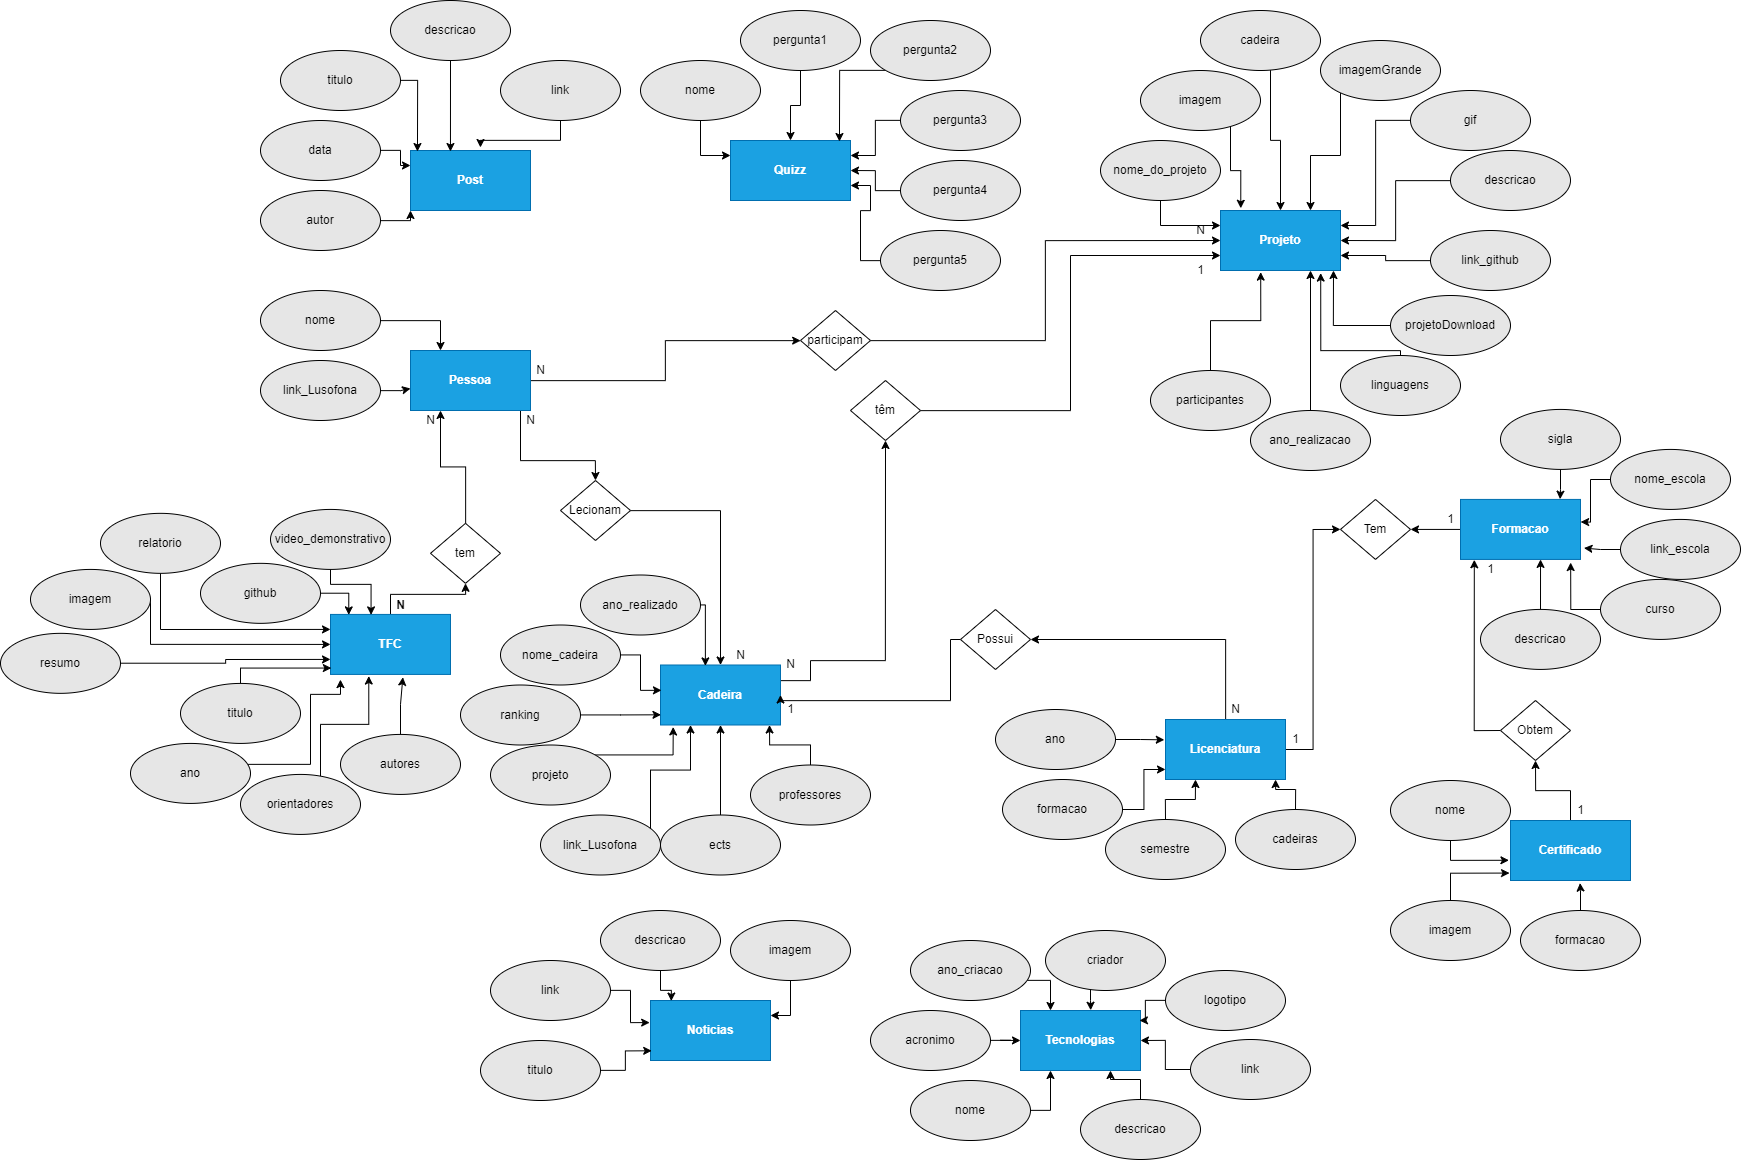 descricao
titulo
link
data
autor
Post
pergunta1
pergunta2
nome
pergunta3
pergunta4
pergunta5
Quizz
cadeira
imagemGrande
imagem
gif
nome_do_projeto
descricao
N
Projeto
1
link_github
projetoDownload
linguagens
participantes
ano_realizacao
nome
link_Lusofona
Pessoa
N
N
N
participam
têm
Lecionam
tem
sigla
nome_escola
Formacao
1
1
link_escola
curso
descricao
Tem
relatorio
video_demonstrativo
imagem
github
N
TFC
resumo
titulo
ano
orientadores
autores
ano_realizado
nome_cadeira
N
N
Cadeira
1
ranking
projeto
link_Lusofona
ects
professores
Possui
N
ano
Licenciatura
1
formacao
semestre
cadeiras
Obtem
1
nome
Certificado
imagem
formacao
descricao
imagem
link
Noticias
titulo
criador
ano_criacao
logotipo
acronimo
Tecnologias
link
nome
descricao